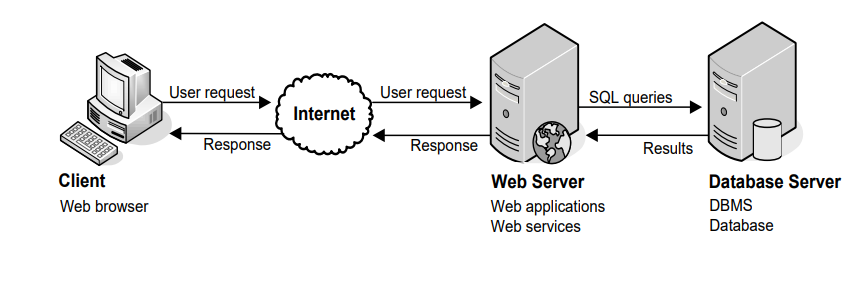 User request
Internet
User request
SQL queries
Response
Response
Results
Client
Web browser
Web Server
Web applications
Web services
Database Server
DBMS
Database